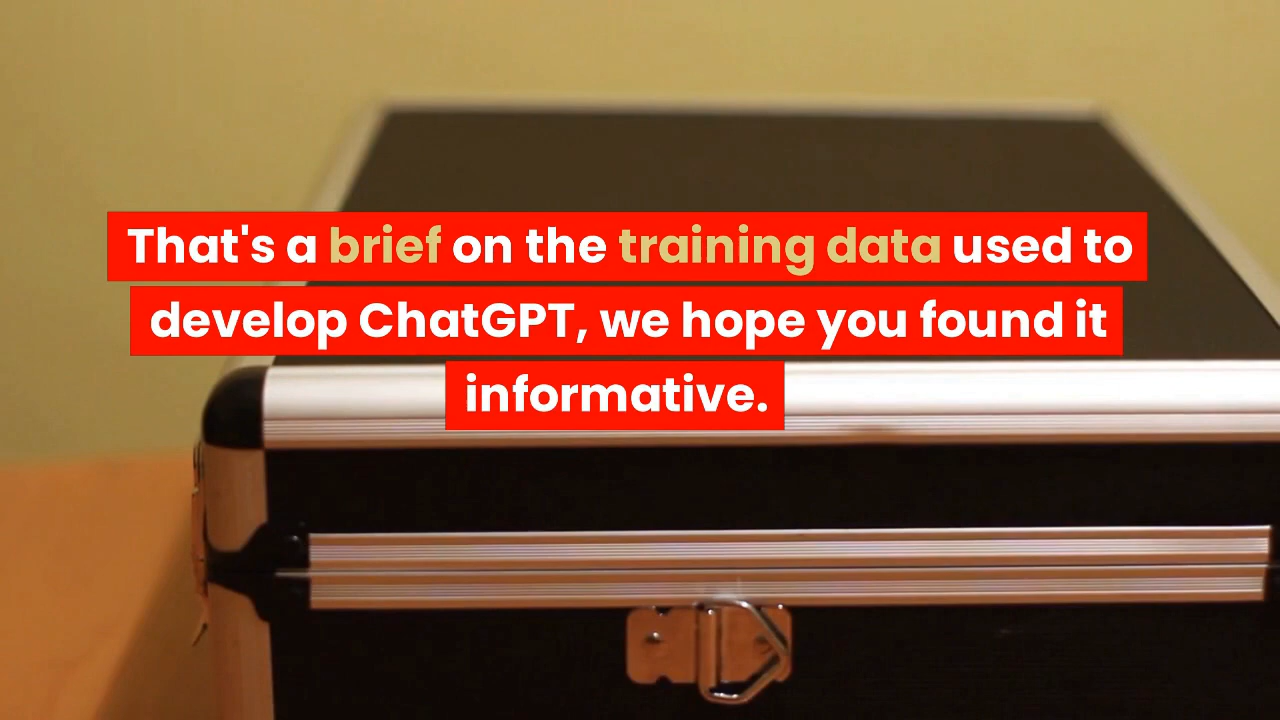 That's a brief on the training data used to
develop ChatGPT, we hope you found it
informative.